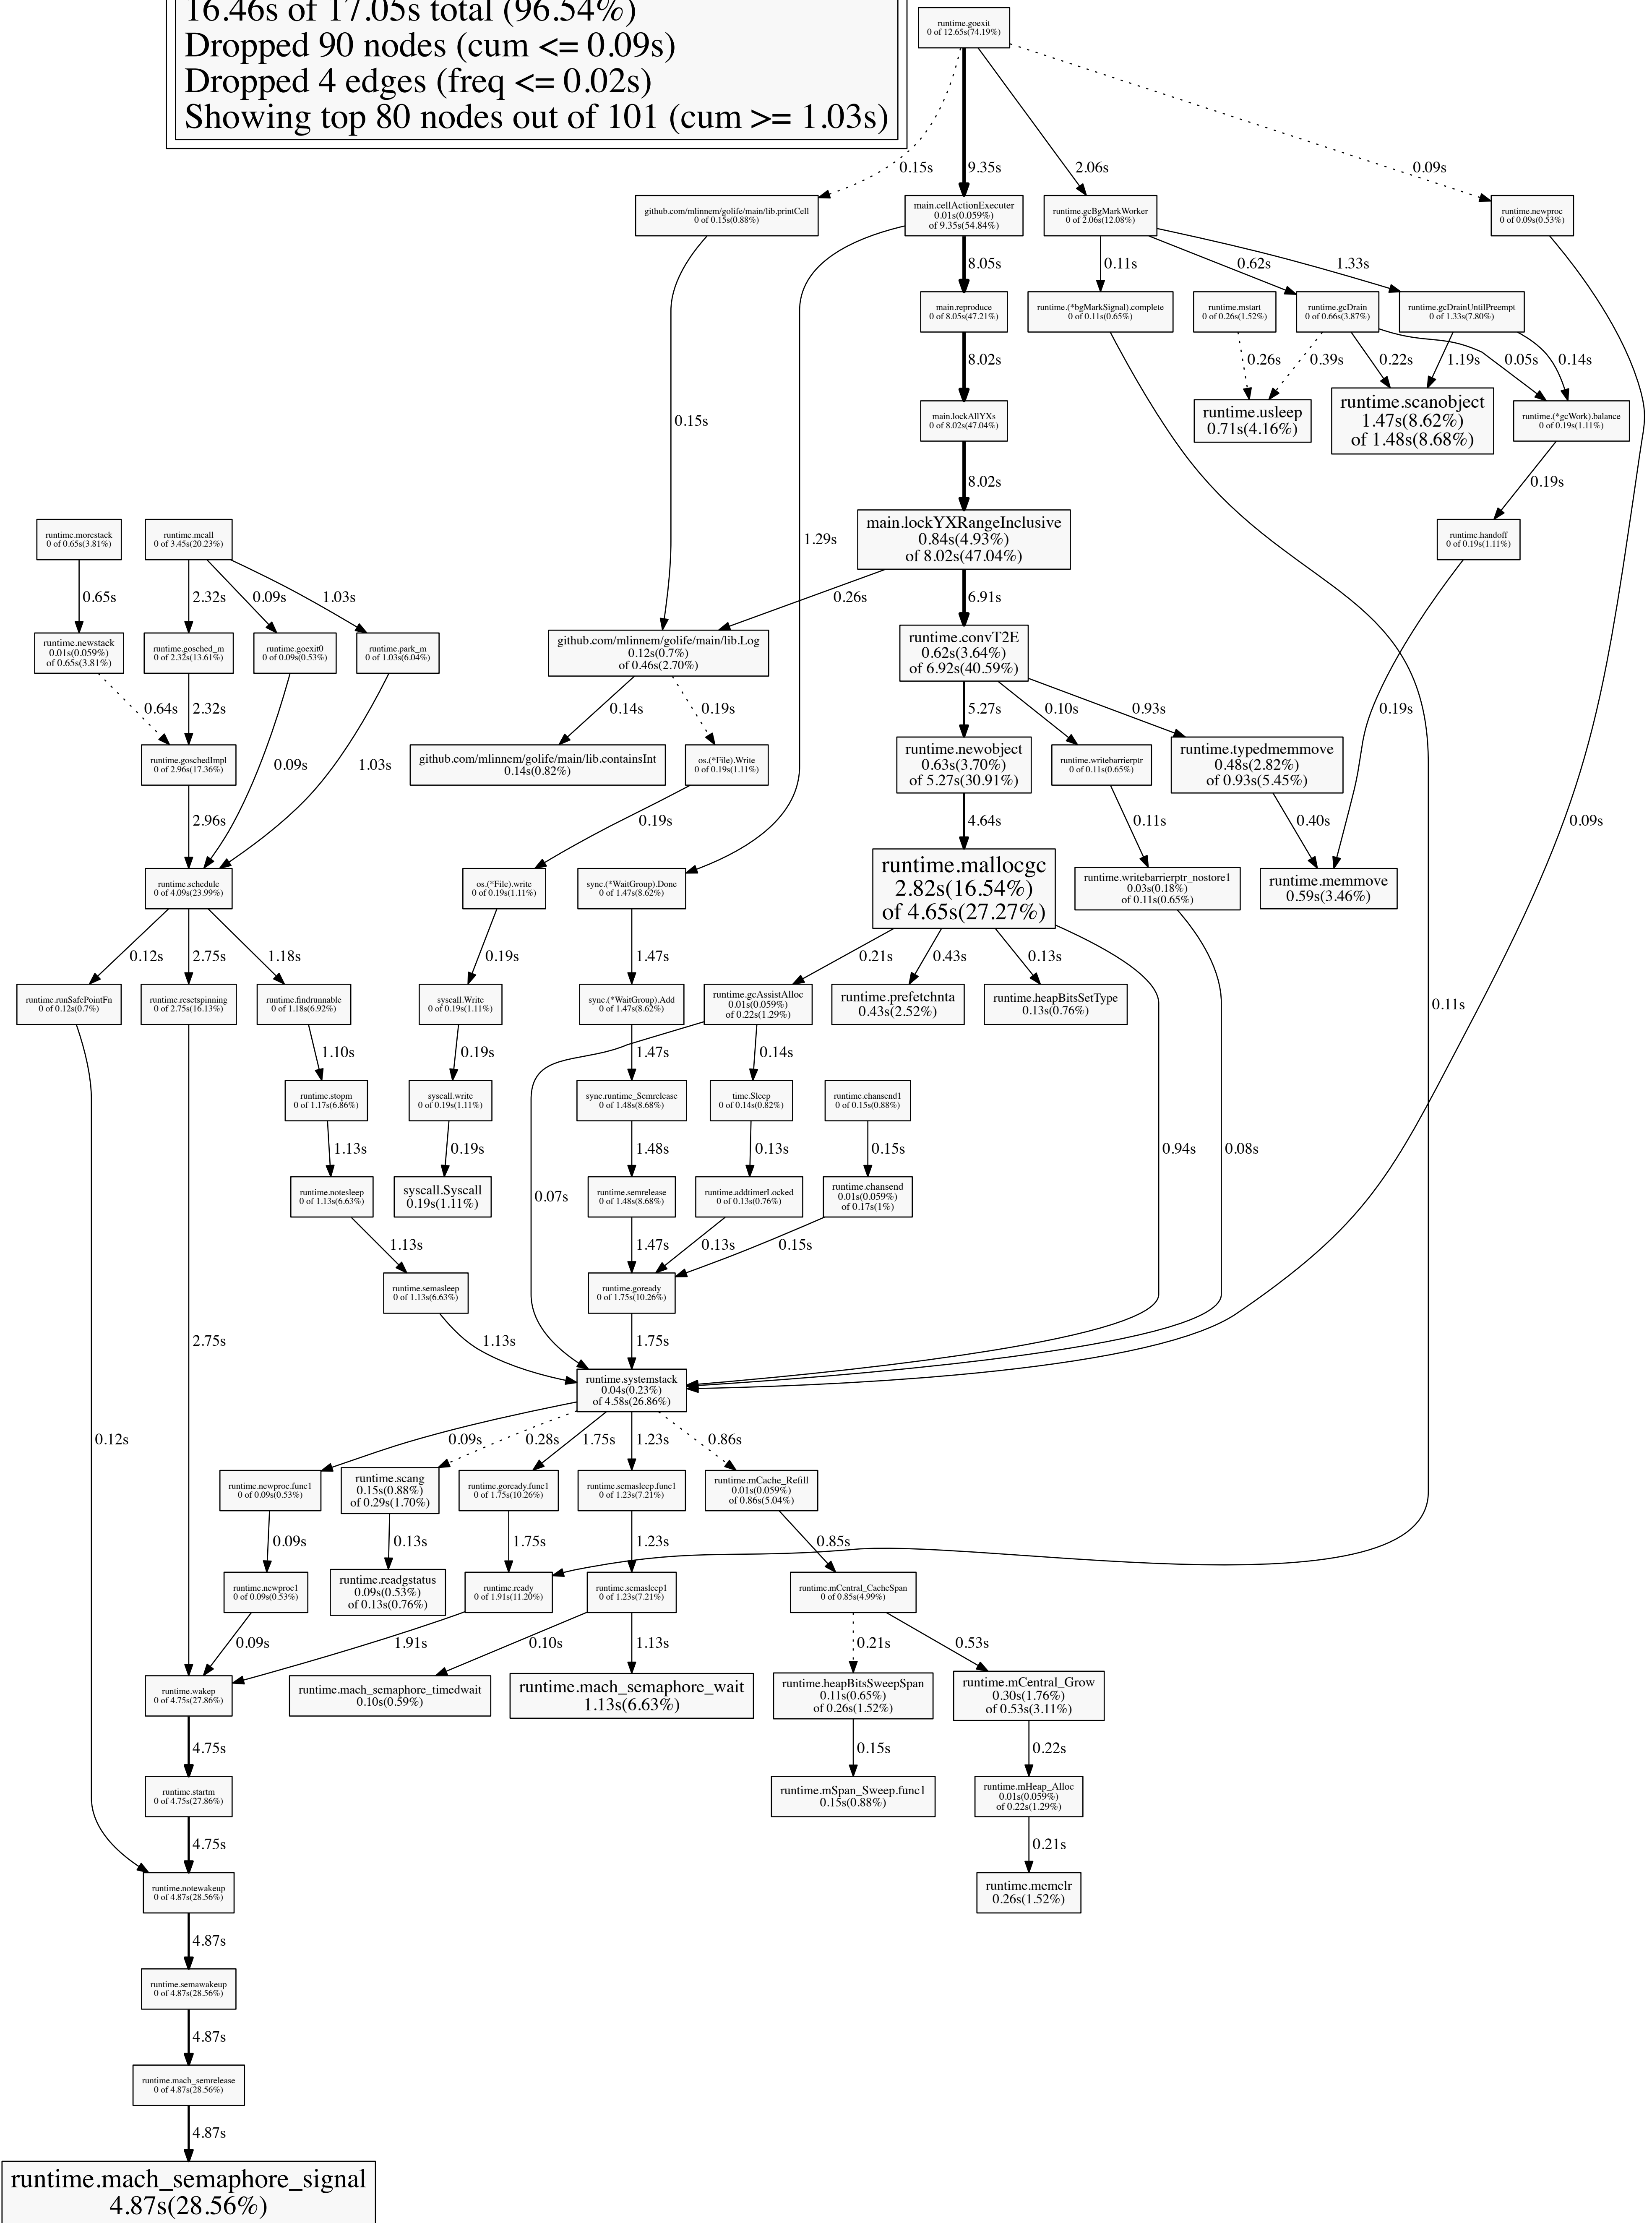 16.46s of 17.05s total (96.54%)
Dropped 90 nodes (cum <= 0.09s)
Dropped 4 edges (freq <= 0.02s)
Showing top 80 nodes out of 101 (cum >= 1.03s)
runtime.goexit
0 of 12.65s(74.19%)
0.15s
9.35s
2.06s
0.09s
github.com/mlinnem/golife/main/lib.printCell
0 of 0.15s(0.88%)
main.cellActionExecuter
0.01s(0.059%)
of 9.35s(54.84%)
runtime.gcBgMarkWorker
0 of 2.06s(12.08%)
runtime.newproc
0 of 0.09s(0.53%)
8.05s
0.11s
0.62s
1.33s
main.reproduce
0 of 8.05s(47.21%)
runtime.(*bgMarkSignal).complete
0 of 0.11s(0.65%)
runtime.mstart
0 of 0.26s(1.52%)
runtime.gcDrain
0 of 0.66s(3.87%)
runtime.gcDrainUntilPreempt
0 of 1.33s(7.80%)
8.02s
0.26s
0.39s
0.22s
1.19s
0.05s
0.14s
0.15s
main.lockAllYXs
0 of 8.02s(47.04%)
runtime.usleep
0.71s(4.16%)
runtime.scanobject
1.47s(8.62%)
of 1.48s(8.68%)
runtime.(*gcWork).balance
0 of 0.19s(1.11%)
8.02s
0.19s
runtime.morestack
0 of 0.65s(3.81%)
runtime.mcall
0 of 3.45s(20.23%)
1.29s
main.lockYXRangeInclusive
0.84s(4.93%)
of 8.02s(47.04%)
runtime.handoff
0 of 0.19s(1.11%)
0.65s
2.32s
0.09s
1.03s
0.26s
6.91s
runtime.newstack
0.01s(0.059%)
of 0.65s(3.81%)
runtime.gosched_m
0 of 2.32s(13.61%)
runtime.goexit0
0 of 0.09s(0.53%)
runtime.park_m
0 of 1.03s(6.04%)
github.com/mlinnem/golife/main/lib.Log
0.12s(0.7%)
of 0.46s(2.70%)
runtime.convT2E
0.62s(3.64%)
of 6.92s(40.59%)
0.64s
2.32s
0.14s
0.19s
5.27s
0.10s
0.93s
0.19s
runtime.goschedImpl
0 of 2.96s(17.36%)
0.09s
1.03s
github.com/mlinnem/golife/main/lib.containsInt
0.14s(0.82%)
os.(*File).Write
0 of 0.19s(1.11%)
runtime.newobject
0.63s(3.70%)
of 5.27s(30.91%)
runtime.writebarrierptr
0 of 0.11s(0.65%)
runtime.typedmemmove
0.48s(2.82%)
of 0.93s(5.45%)
2.96s
0.19s
4.64s
0.11s
0.40s
0.09s
runtime.schedule
0 of 4.09s(23.99%)
os.(*File).write
0 of 0.19s(1.11%)
sync.(*WaitGroup).Done
0 of 1.47s(8.62%)
runtime.mallocgc
2.82s(16.54%)
of 4.65s(27.27%)
runtime.writebarrierptr_nostore1
0.03s(0.18%)
of 0.11s(0.65%)
runtime.memmove
0.59s(3.46%)
0.12s
2.75s
1.18s
0.19s
1.47s
0.21s
0.43s
0.13s
runtime.runSafePointFn
0 of 0.12s(0.7%)
runtime.resetspinning
0 of 2.75s(16.13%)
runtime.findrunnable
0 of 1.18s(6.92%)
syscall.Write
0 of 0.19s(1.11%)
sync.(*WaitGroup).Add
0 of 1.47s(8.62%)
runtime.gcAssistAlloc
0.01s(0.059%)
of 0.22s(1.29%)
runtime.prefetchnta
0.43s(2.52%)
runtime.heapBitsSetType
0.13s(0.76%)
0.11s
1.10s
0.19s
1.47s
0.14s
runtime.stopm
0 of 1.17s(6.86%)
syscall.write
0 of 0.19s(1.11%)
sync.runtime_Semrelease
0 of 1.48s(8.68%)
time.Sleep
0 of 0.14s(0.82%)
runtime.chansend1
0 of 0.15s(0.88%)
1.13s
0.19s
1.48s
0.13s
0.15s
0.94s
0.08s
runtime.notesleep
0 of 1.13s(6.63%)
syscall.Syscall
0.19s(1.11%)
0.07s
runtime.semrelease
0 of 1.48s(8.68%)
runtime.addtimerLocked
0 of 0.13s(0.76%)
runtime.chansend
0.01s(0.059%)
of 0.17s(1%)
1.13s
1.47s
0.13s
0.15s
runtime.semasleep
0 of 1.13s(6.63%)
runtime.goready
0 of 1.75s(10.26%)
2.75s
1.13s
1.75s
runtime.systemstack
0.04s(0.23%)
of 4.58s(26.86%)
0.12s
0.09s
0.28s
1.75s
1.23s
0.86s
runtime.newproc.func1
0 of 0.09s(0.53%)
runtime.scang
0.15s(0.88%)
of 0.29s(1.70%)
runtime.goready.func1
0 of 1.75s(10.26%)
runtime.semasleep.func1
0 of 1.23s(7.21%)
runtime.mCache_Refill
0.01s(0.059%)
of 0.86s(5.04%)
0.09s
0.13s
1.75s
1.23s
0.85s
runtime.newproc1
0 of 0.09s(0.53%)
runtime.readgstatus
0.09s(0.53%)
of 0.13s(0.76%)
runtime.ready
0 of 1.91s(11.20%)
runtime.semasleep1
0 of 1.23s(7.21%)
runtime.mCentral_CacheSpan
0 of 0.85s(4.99%)
0.09s
1.91s
0.10s
1.13s
0.21s
0.53s
runtime.wakep
0 of 4.75s(27.86%)
runtime.mach_semaphore_timedwait
0.10s(0.59%)
runtime.mach_semaphore_wait
1.13s(6.63%)
runtime.heapBitsSweepSpan
0.11s(0.65%)
of 0.26s(1.52%)
runtime.mCentral_Grow
0.30s(1.76%)
of 0.53s(3.11%)
4.75s
0.15s
0.22s
runtime.startm
0 of 4.75s(27.86%)
runtime.mSpan_Sweep.func1
0.15s(0.88%)
runtime.mHeap_Alloc
0.01s(0.059%)
of 0.22s(1.29%)
4.75s
0.21s
runtime.notewakeup
0 of 4.87s(28.56%)
runtime.memclr
0.26s(1.52%)
4.87s
runtime.semawakeup
0 of 4.87s(28.56%)
4.87s
runtime.mach_semrelease
0 of 4.87s(28.56%)
4.87s
runtime.mach_semaphore_signal
4.87s(28.56%)